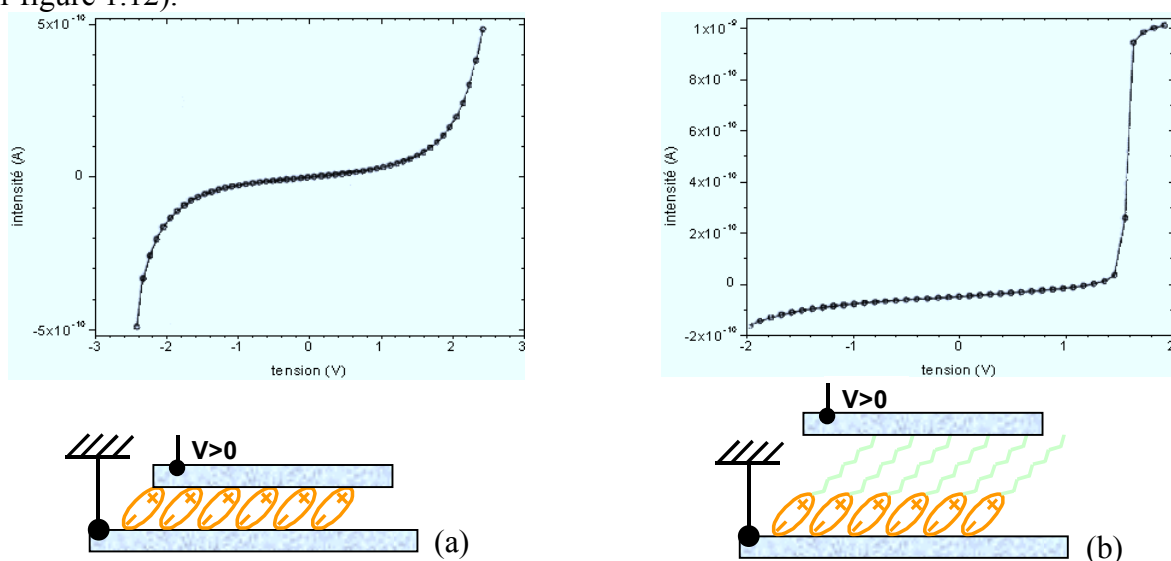 r figure 1.12).
5x10⁻¹⁰
0
-5x10⁻¹⁰
intensité (A)
-3 -2 -1 0 1 2 3
tension (V)
V>0
+ + + + + +
- - - - - -
(a)
1x10⁻⁹
8x10⁻¹⁰
6x10⁻¹⁰
4x10⁻¹⁰
2x10⁻¹⁰
0
-2x10⁻¹⁰
intensité (A)
-2 -1 0 1 2
tension (V)
V>0
+ + + + + +
- - - - - -
(b)